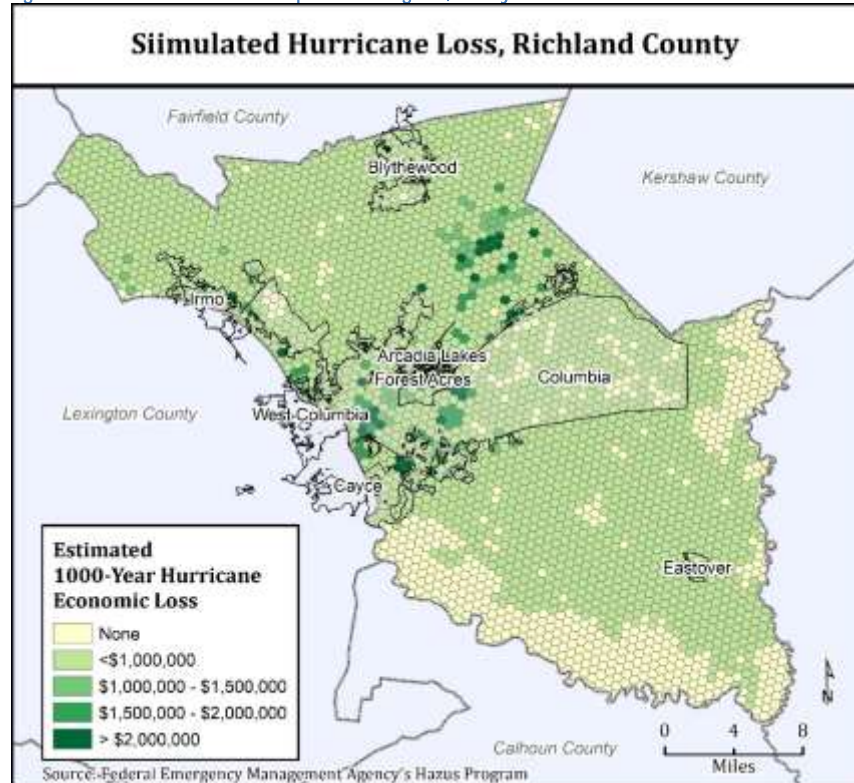 Siimulated Hurricane Loss, Richland County
Fairfield County
Blythewood
Kershaw County
Irmo
Arcadia Lakes
Forest Acres
Columbia
Lexington County
West Columbia
Cayce
Eastover
Estimated
1000-Year Hurricane
Economic Loss
None
<$1,000,000
$1,000,000 - $1,500,000
$1,500,000 - $2,000,000
> $2,000,000
N
0 4 8
Miles
Calhoun County
Source: Federal Emergency Management Agency's Hazus Program